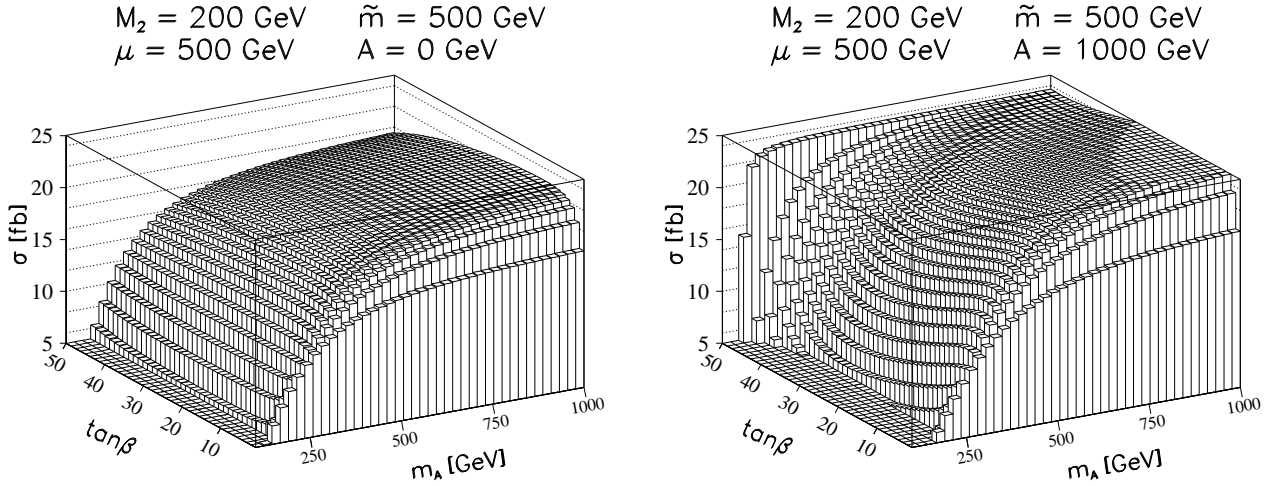 M₂ = 200 GeV m̃ = 500 GeV
μ = 500 GeV A = 0 GeV
25
20
15
10
5
σ [fb]
50
40
30
20
10
tanβ
250
500
750
1000
m_A [GeV]
M₂ = 200 GeV m̃ = 500 GeV
μ = 500 GeV A = 1000 GeV
25
20
15
10
5
σ [fb]
50
40
30
20
10
tanβ
250
500
750
1000
m_A [GeV]